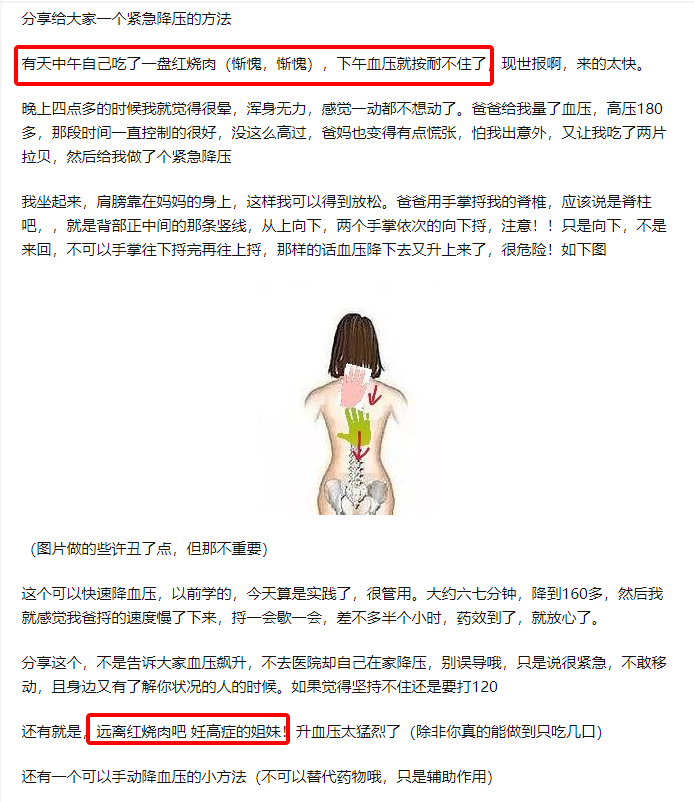 分享给大家一个紧急降压的方法
有天中午自己吃了一盘红烧肉（惭愧，惭愧），下午血压就按耐不住了，现世报啊，来的太快。
晚上四点多的时候我就觉得很晕，浑身无力，感觉一动都不想动了。爸爸给我量了血压，高压180
多，那段时间一直控制的很好，没这么高过，爸妈也变得有点慌张，怕我出意外，又让我吃了两片
拉贝，然后给我做了个紧急降压
我坐起来，肩膀靠在妈妈的身上，这样我可以得到放松。爸爸用手掌捋我的脊椎，应该说是脊柱
吧，，就是背部正中间的那条竖线，从上向下，两个手掌依次的向下捋，注意！！只是向下，不是
来回，不可以手掌往下捋完再往上捋，那样的话血压降下去又升上来了，很危险！如下图
（图片做的些许丑了点，但那不重要）
这个可以快速降血压，以前学的，今天算是实践了，很管用。大约六七分钟，降到160多，然后我
就感觉我爸捋的速度慢了下来，捋一会歇一会，差不多半个小时，药效到了，就放心了。
分享这个，不是告诉大家血压飙升，不去医院却自己在家降压，别误导哦，只是说很紧急，不敢移
动，且身边又有了解你状况的人的时候。如果觉得坚持不住还是要打120
还有就是，远离红烧肉吧 妊高症的姐妹！升血压太猛烈了（除非你真的能做到只吃几口）
还有一个可以手动降血压的小方法（不可以替代药物哦，只是辅助作用）